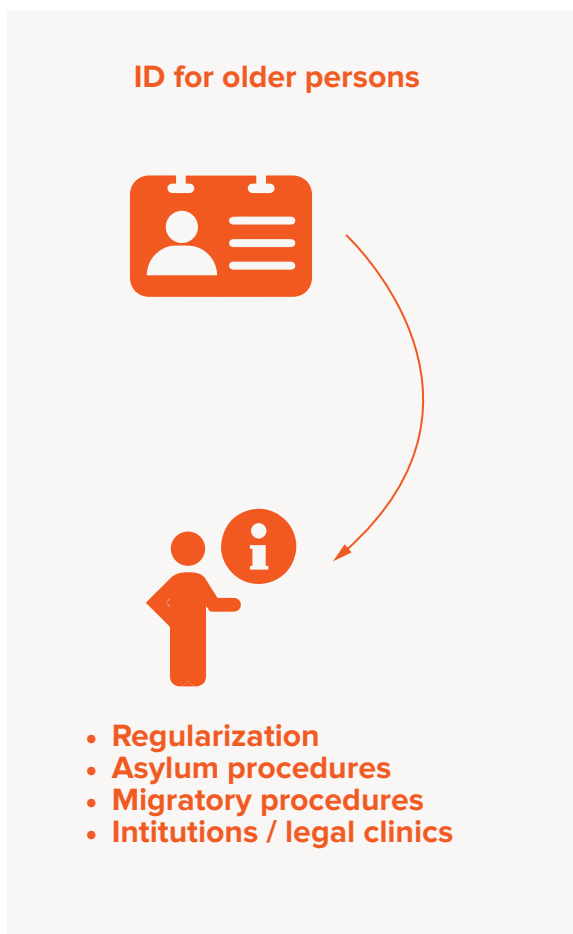 ID for older persons
i
• Regularization
• Asylum procedures
• Migratory procedures
• Intitutions / legal clinics